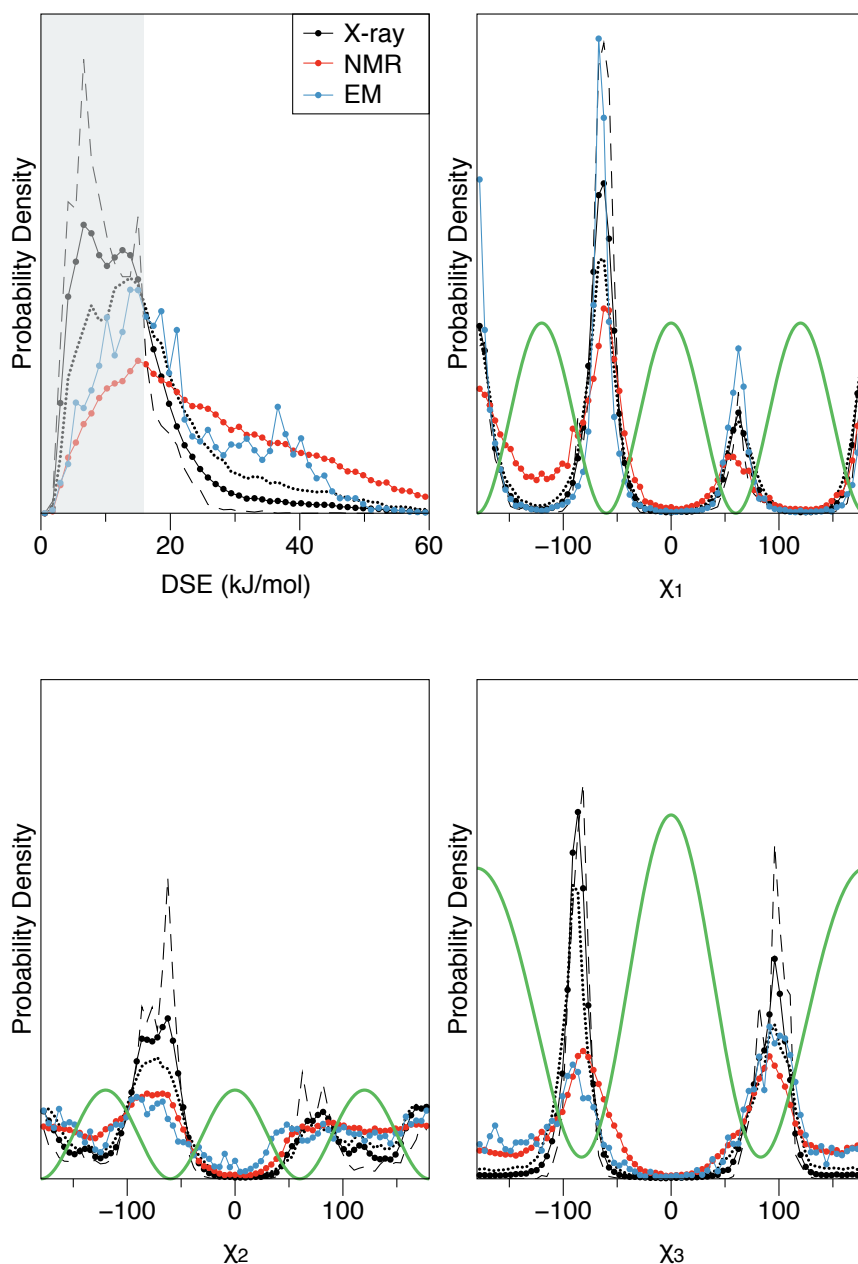 X-ray
NMR
EM
Probability Density
0 20 40 60
DSE (kJ/mol)
Probability Density
−100 0 100
χ1
Probability Density
−100 0 100
χ2
Probability Density
−100 0 100
χ3